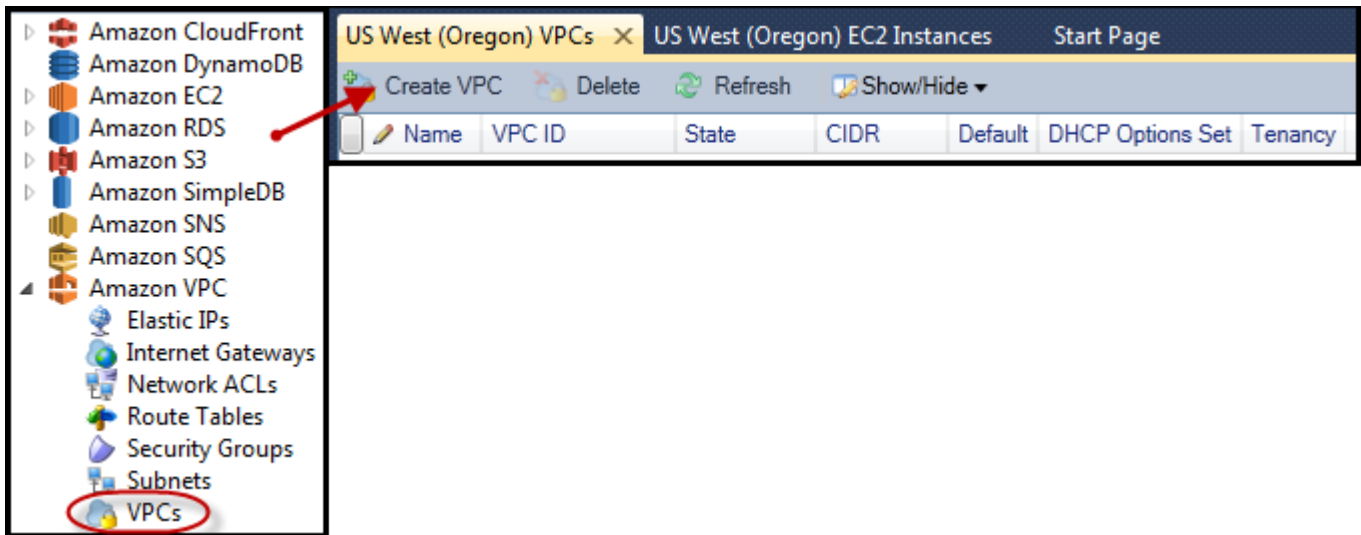 Amazon CloudFront
Amazon DynamoDB
Amazon EC2
Amazon RDS
Amazon S3
Amazon SimpleDB
Amazon SNS
Amazon SQS
Amazon VPC
Elastic IPs
Internet Gateways
Network ACLs
Route Tables
Security Groups
Subnets
VPCs
US West (Oregon) VPCs US West (Oregon) EC2 Instances Start Page
Create VPC Delete Refresh Show/Hide
Name VPC ID State CIDR Default DHCP Options Set Tenancy